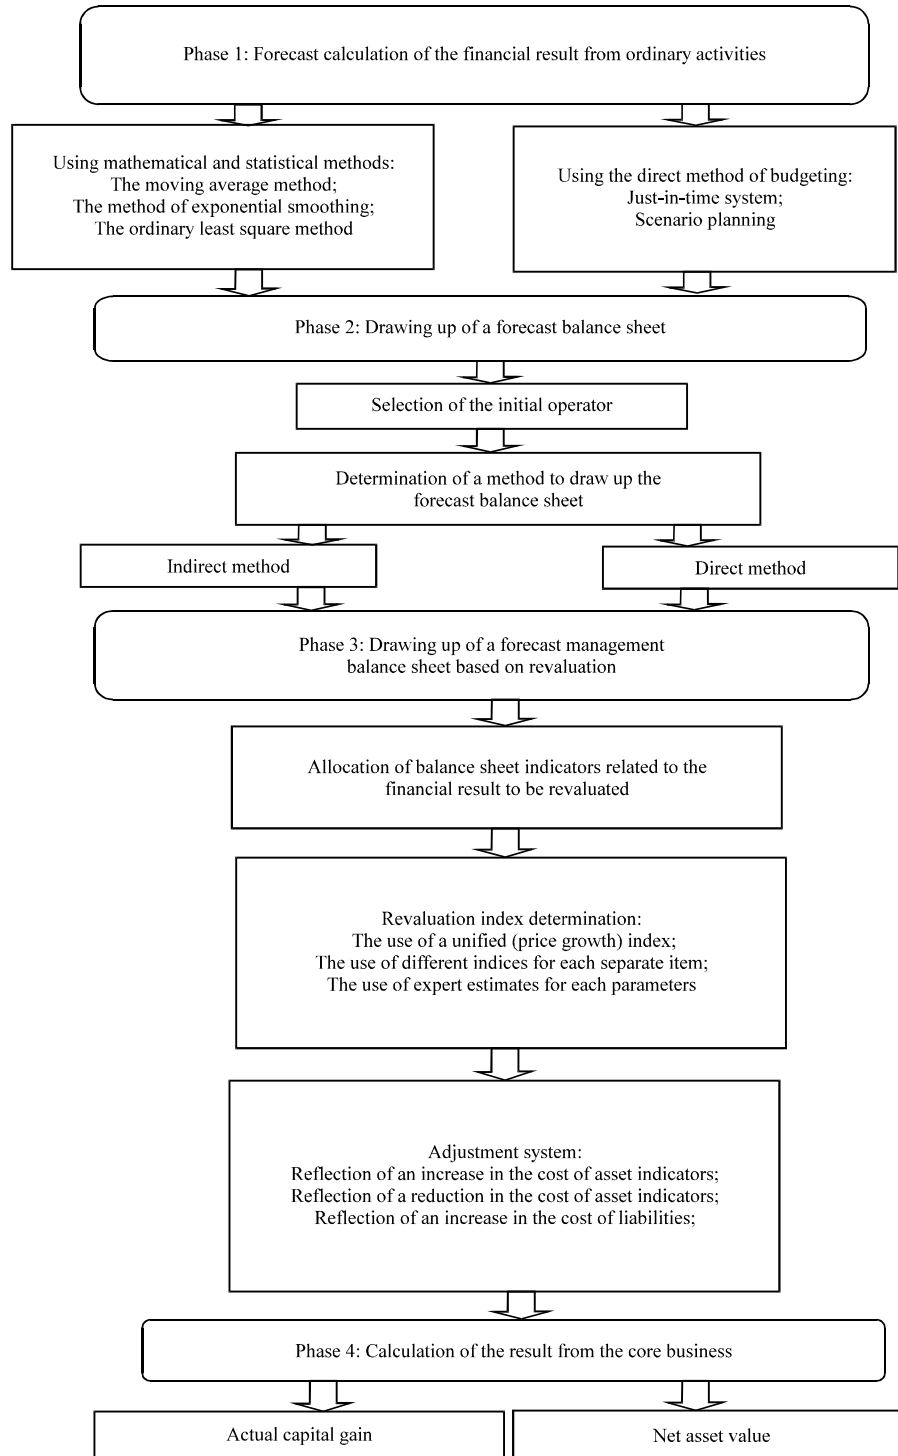 Phase 1: Forecast calculation of the financial result from ordinary activities
Using mathematical and statistical methods:
The moving average method;
The method of exponential smoothing;
The ordinary least square method
Using the direct method of budgeting:
Just-in-time system;
Scenario planning
Phase 2: Drawing up of a forecast balance sheet
Selection of the initial operator
Determination of a method to draw up the
forecast balance sheet
Indirect method
Direct method
Phase 3: Drawing up of a forecast management
balance sheet based on revaluation
Allocation of balance sheet indicators related to the
financial result to be revaluated
Revaluation index determination:
The use of a unified (price growth) index;
The use of different indices for each separate item;
The use of expert estimates for each parameters
Adjustment system:
Reflection of an increase in the cost of asset indicators;
Reflection of a reduction in the cost of asset indicators;
Reflection of an increase in the cost of liabilities;
Phase 4: Calculation of the result from the core business
Actual capital gain
Net asset value